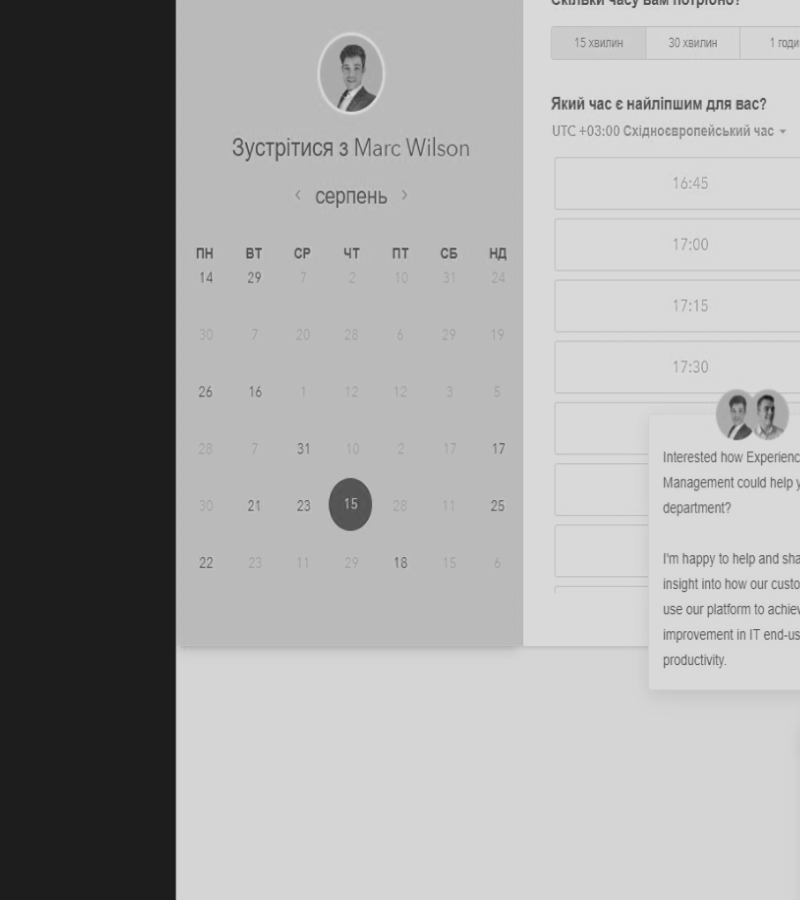 Скільки часу вам потрібно?
15 хвилин 30 хвилин 1 годи
Який час є найліпшим для вас?
UTC +03:00 Східноєвропейський час
16:45
17:00
17:15
17:30
Зустрітися з Marc Wilson
серпень
ПН ВТ СР ЧТ ПТ СБ НД
14 29 7 2 10 31 24
30 7 20 28 6 29 19
26 16 1 12 12 3 5
28 7 31 10 2 17 17
30 21 23 15 28 11 25
22 23 11 29 18 15 6
Interested how Experienc
Management could help y
department?
I'm happy to help and sha
insight into how our custo
use our platform to achiev
improvement in IT end-us
productivity.